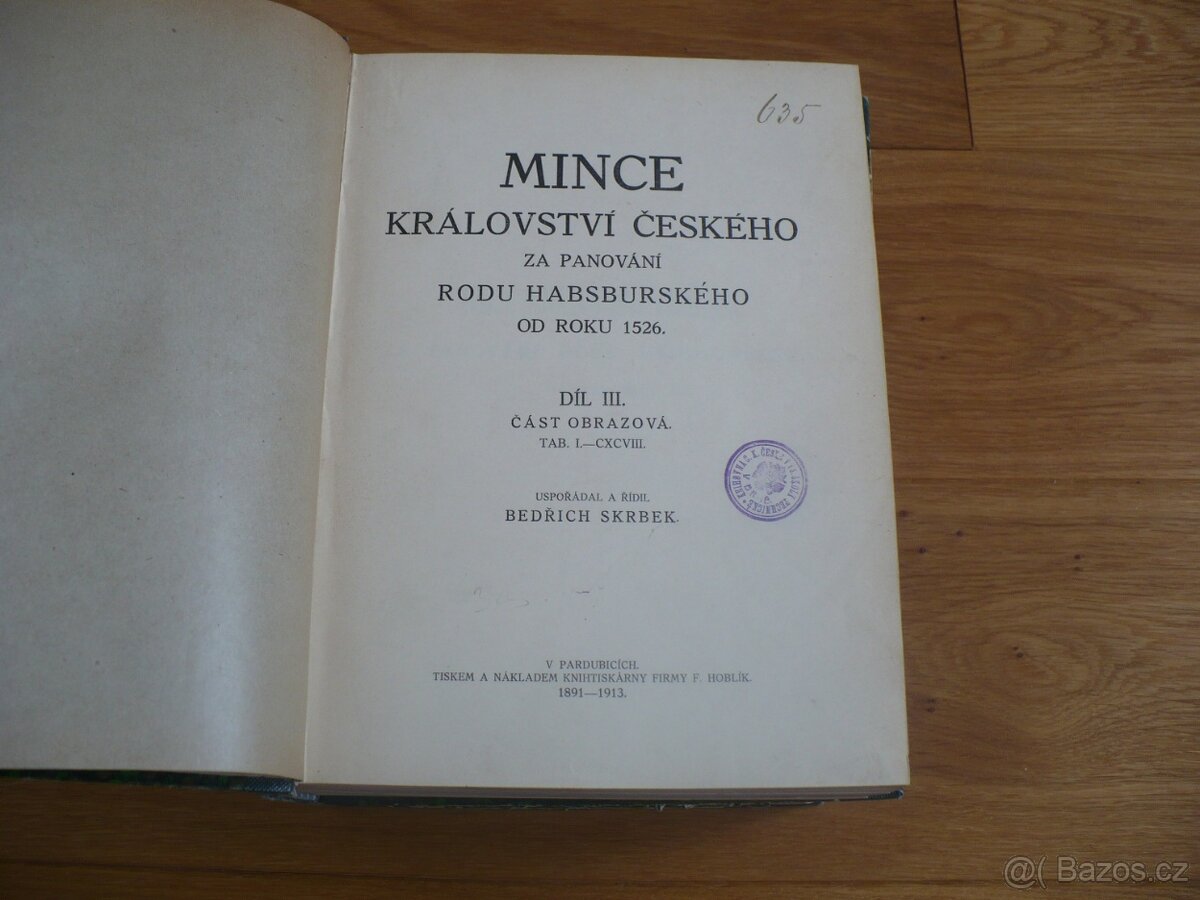 635
MINCE
KRÁLOVSTVÍ ČESKÉHO
ZA PANOVÁNÍ
RODU HABSBURSKÉHO
OD ROKU 1526.
DÍL III.
ČÁST OBRAZOVÁ.
TAB. I.—CXCVIII.
USPOŘÁDAL A ŘÍDIL
BEDŘICH SKRBEK.
V PARDUBICÍCH.
TISKEM A NÁKLADEM KNIHTISKÁRNY FIRMY F. HOBLÍK.
1891—1913.
@( Bazos.cz